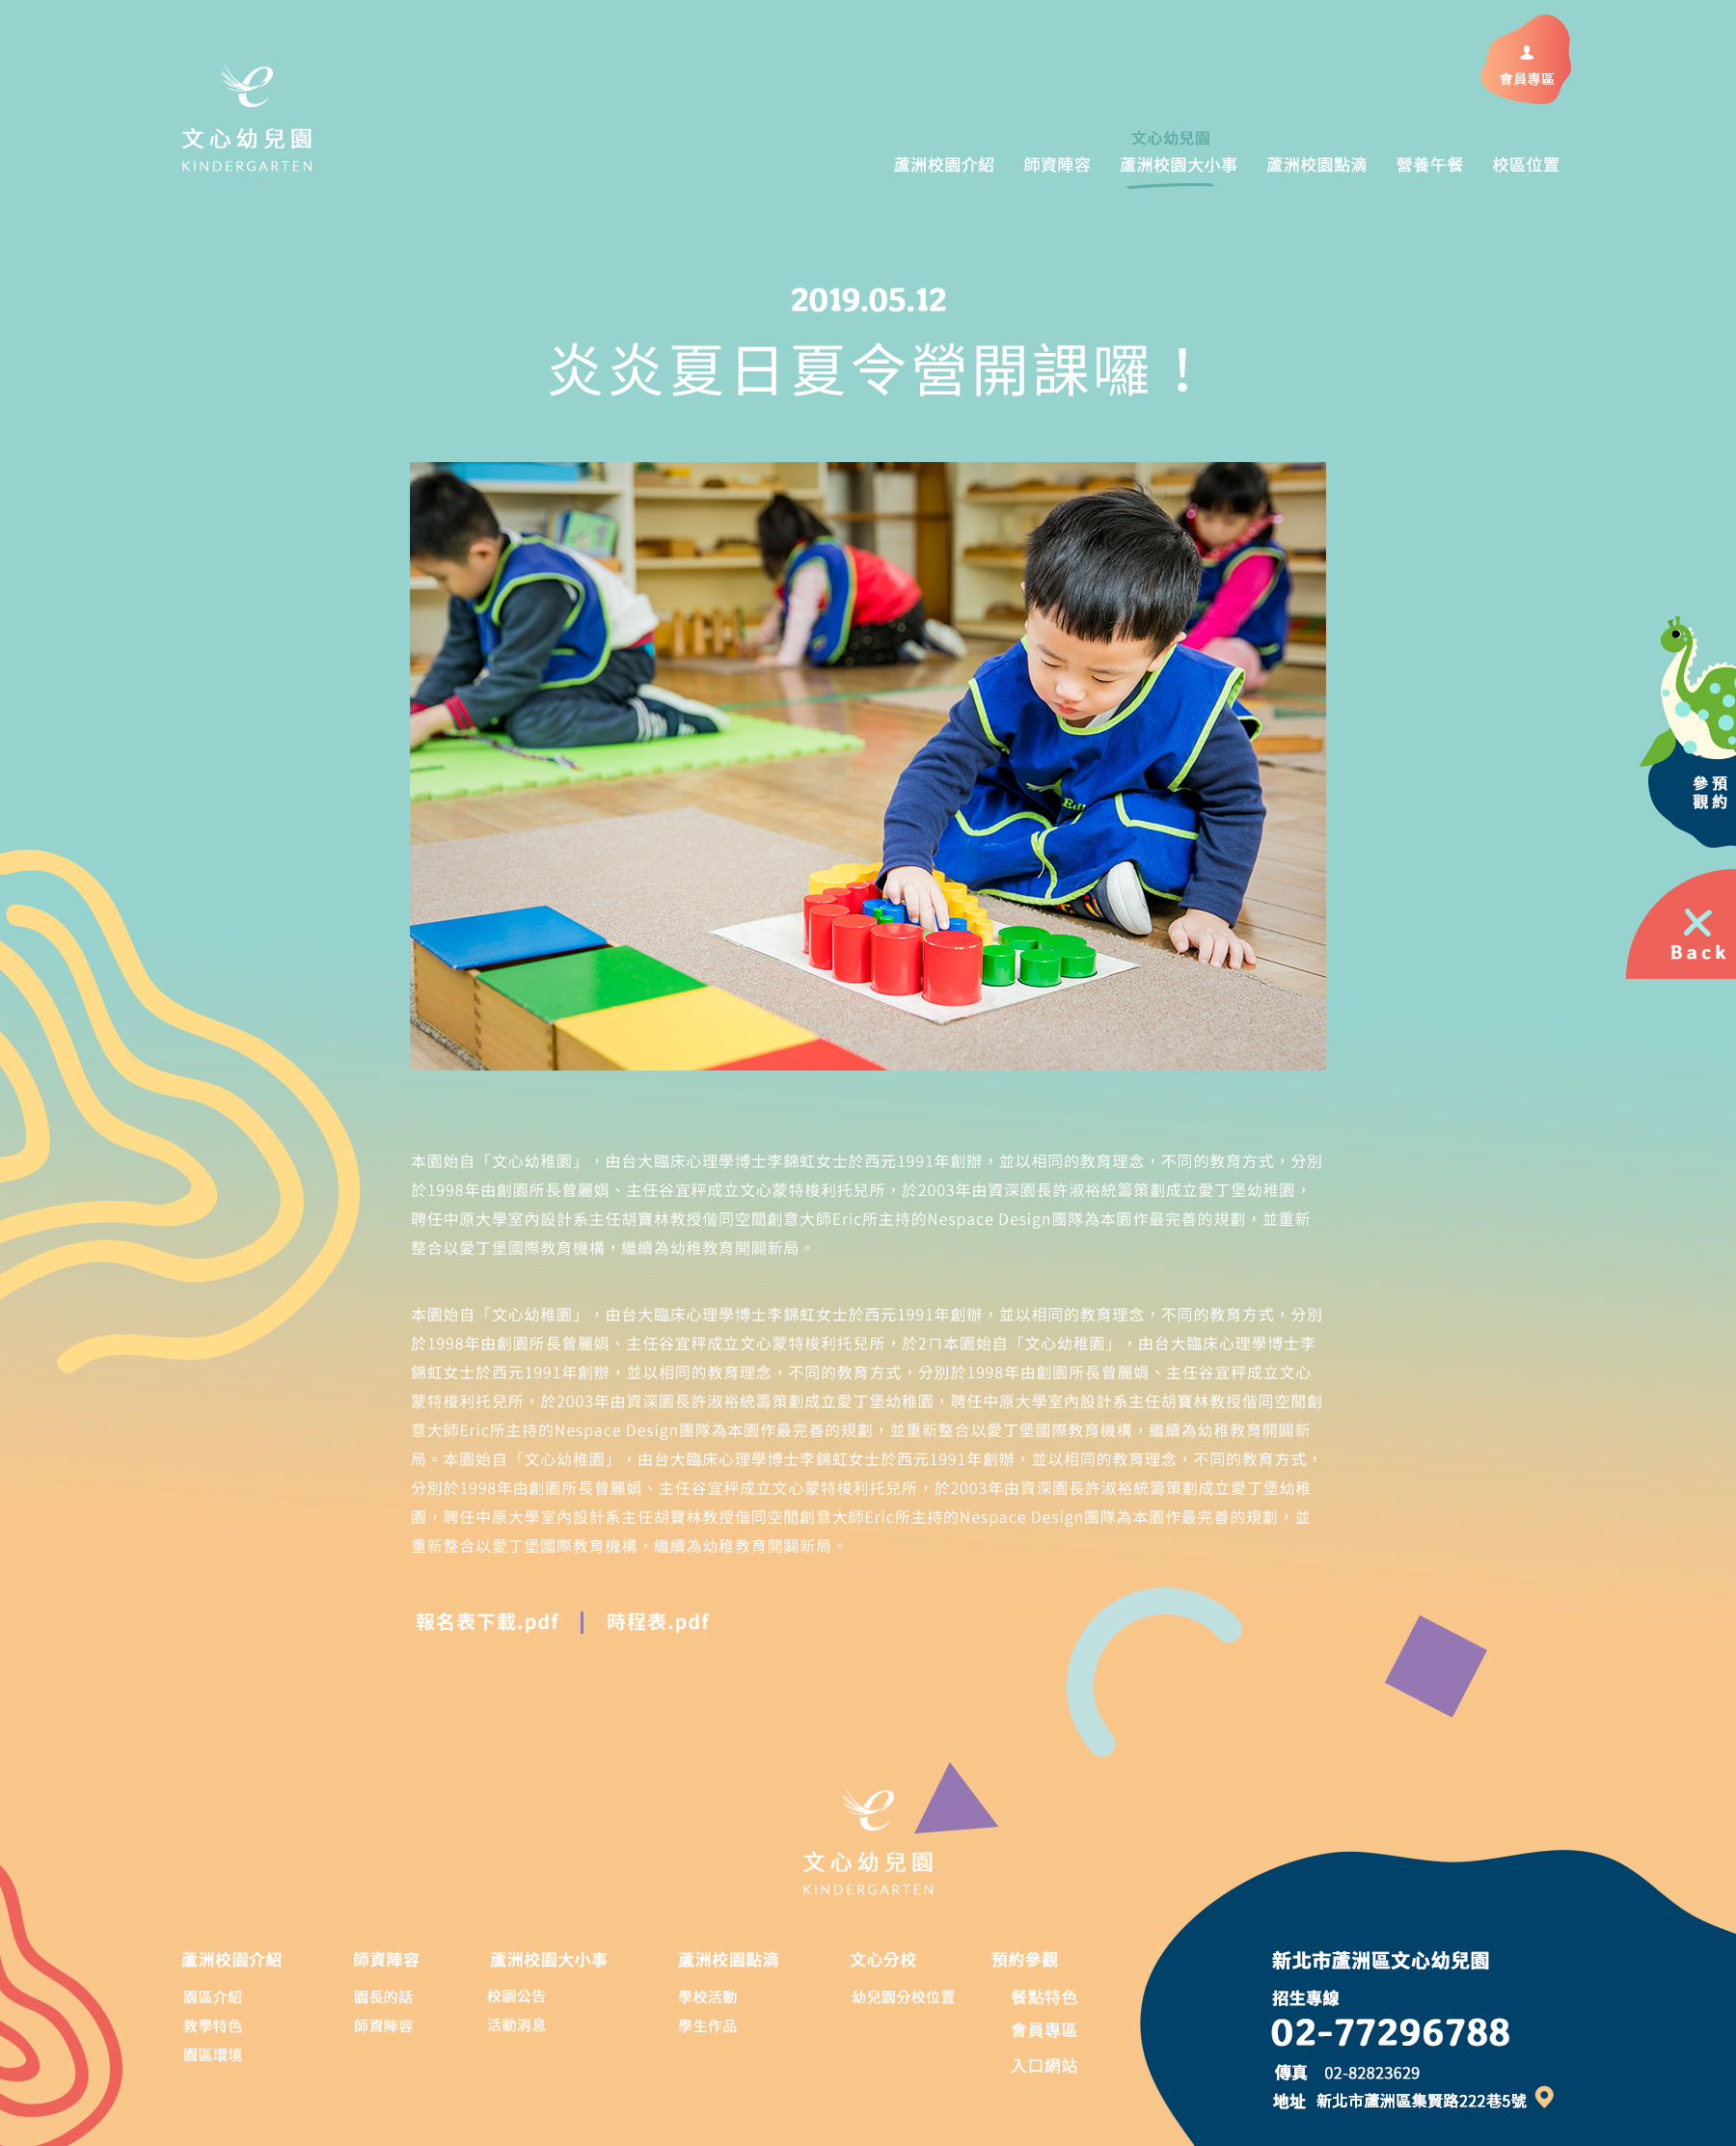 會員專區
文心幼兒園
KINDERGARTEN
文心幼兒園
蘆洲校園介紹 師資陣容 蘆洲校園大小事 蘆洲校園點滴 營養午餐 校區位置
2019.05.12
炎炎夏日夏令營開課囉！
預約
參觀
Back
本園始自「文心幼稚園」，由台大臨床心理學博士李錦虹女士於西元1991年創辦，並以相同的教育理念，不同的教育方式，分別
於1998年由創園所長曾麗娟、主任谷宜秤成立文心蒙特梭利托兒所，於2003年由資深園長許淑裕統籌策劃成立愛丁堡幼稚園，
聘任中原大學室內設計系主任胡寶林教授偕同空間創意大師Eric所主持的Nespace Design團隊為本園作最完善的規劃，並重新
整合以愛丁堡國際教育機構，繼續為幼稚教育開闢新局。
本園始自「文心幼稚園」，由台大臨床心理學博士李錦虹女士於西元1991年創辦，並以相同的教育理念，不同的教育方式，分別
於1998年由創園所長曾麗娟、主任谷宜秤成立文心蒙特梭利托兒所，於2ㄇ本園始自「文心幼稚園」，由台大臨床心理學博士李
錦虹女士於西元1991年創辦，並以相同的教育理念，不同的教育方式，分別於1998年由創園所長曾麗娟、主任谷宜秤成立文心
蒙特梭利托兒所，於2003年由資深園長許淑裕統籌策劃成立愛丁堡幼稚園，聘任中原大學室內設計系主任胡寶林教授偕同空間創
意大師Eric所主持的Nespace Design團隊為本園作最完善的規劃，並重新整合以愛丁堡國際教育機構，繼續為幼稚教育開闢新
局。本園始自「文心幼稚園」，由台大臨床心理學博士李錦虹女士於西元1991年創辦，並以相同的教育理念，不同的教育方式，
分別於1998年由創園所長曾麗娟、主任谷宜秤成立文心蒙特梭利托兒所，於2003年由資深園長許淑裕統籌策劃成立愛丁堡幼稚
園，聘任中原大學室內設計系主任胡寶林教授偕同空間創意大師Eric所主持的Nespace Design團隊為本園作最完善的規劃，並
重新整合以愛丁堡國際教育機構，繼續為幼稚教育開闢新局。
報名表下載.pdf | 時程表.pdf
文心幼兒園
KINDERGARTEN
蘆洲校園介紹
園區介紹
教學特色
園區環境
師資陣容
園長的話
師資陣容
蘆洲校園大小事
校園公告
活動消息
蘆洲校園點滴
學校活動
學生作品
文心分校
幼兒園分校位置
預約參觀
餐點特色
會員專區
入口網站
新北市蘆洲區文心幼兒園
招生專線
02-77296788
傳真 02-82823629
地址 新北市蘆洲區集賢路222巷5號